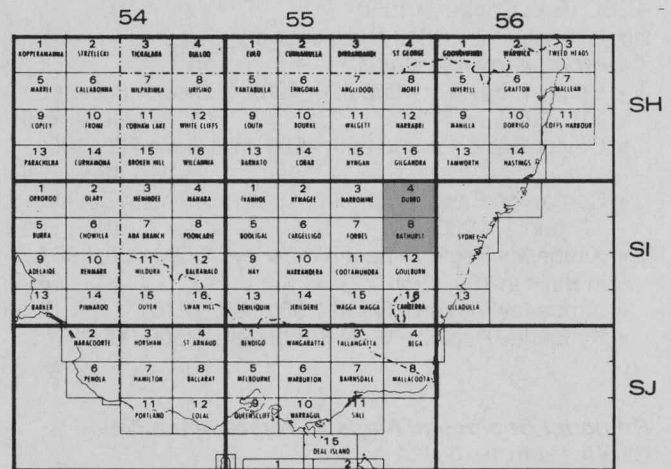 54 55 56
1 2 3 4 1 2 3 4 1 2 3
KOPPERAMANNA STRZELECKI TICKALARA BULLOO EULO CUNNAMULLA DIRRANBANDI ST GEORGE GOONDIWINDI WARWICK TWEED HEADS
5 6 7 8 5 6 7 8 5 6 7
MARREE CALLABONNA MILPARINKA URISINO YANTABULLA ENNGONIA ANGLEDOOL MOREE INVERELL GRAFTON MACLEAN
SH
9 10 11 12 9 10 11 12 9 10 11
COPLEY FROME COBHAM LAKE WHITE CLIFFS LOUTH BOURKE WALGETT NARRABRI MANILLA DORRIGO COFFS HARBOUR
13 14 15 16 13 14 15 16 13 14
PARACHILNA CURNAMONA BROKEN HILL WILCANNIA BARNATO COBAR NYNGAN GILGANDRA TAMWORTH HASTINGS
1 2 3 4 1 2 3 4
ORROROO OLARY MENINDEE MANARA IVANHOE NYMAGEE NARROMINE DUBBO
5 6 7 8 5 6 7 8
BURRA CHOWILLA ANA BRANCH POONCARIE BOOLIGAL CARGELLIGO FORBES BATHURST SYDNEY
SI
9 10 11 12 9 10 11 12
ADELAIDE RENMARK MILDURA BALRANALD HAY NARRANDERA COOTAMUNDRA GOULBURN
13 14 15 16 13 14 15 16 13
BARKER PINNAROO OUYEN SWAN HILL DENILIQUIN JERILDERIE WAGGA WAGGA CANBERRA ULLADULLA
2 3 4 1 2 3 4
NARACOORTE HORSHAM ST ARNAUD BENDIGO WANGARATTA TALLANGATTA BEGA
6 7 8 5 6 7 8
PENOLA HAMILTON BALLARAT MELBOURNE WARBURTON BAIRNSDALE MALLACOOTA
SJ
11 12 9 10 11
PORTLAND COLAC QUEENSCLIFF WARRAGUL SALE
15
DEAL ISLAND
1 2